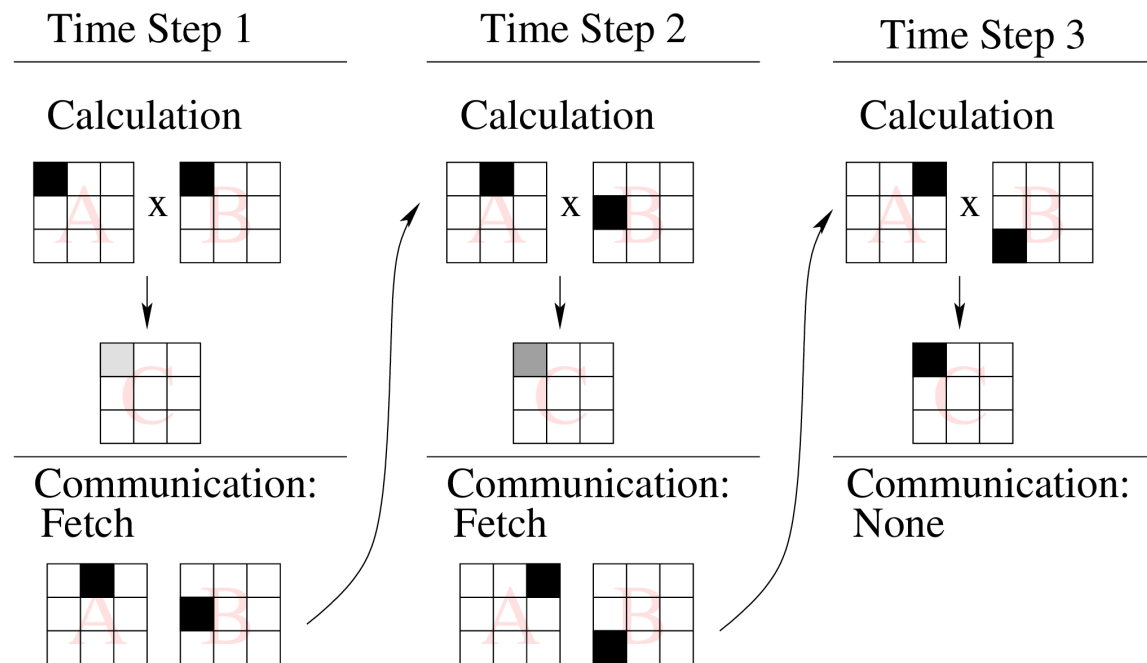 Time Step 1
Calculation
A x B
C
Communication:
Fetch
A B
Time Step 2
Calculation
A x B
C
Communication:
Fetch
A B
Time Step 3
Calculation
A x B
C
Communication:
None